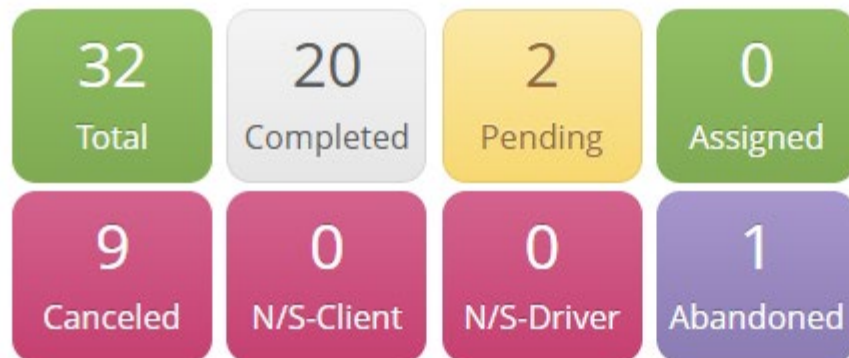 32 20 2 0
Total Completed Pending Assigned
9 0 0 1
Canceled N/S-Client N/S-Driver Abandoned